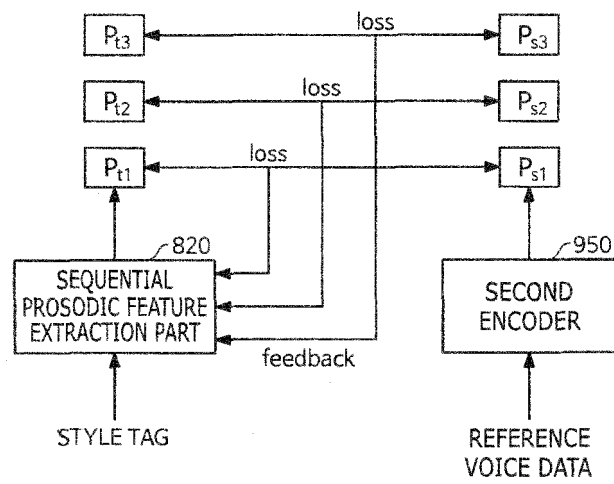 loss
Pt3 Ps3
loss
Pt2 Ps2
loss
Pt1 Ps1
820 950
SEQUENTIAL
PROSODIC FEATURE
EXTRACTION PART
SECOND
ENCODER
feedback
STYLE TAG
REFERENCE
VOICE DATA